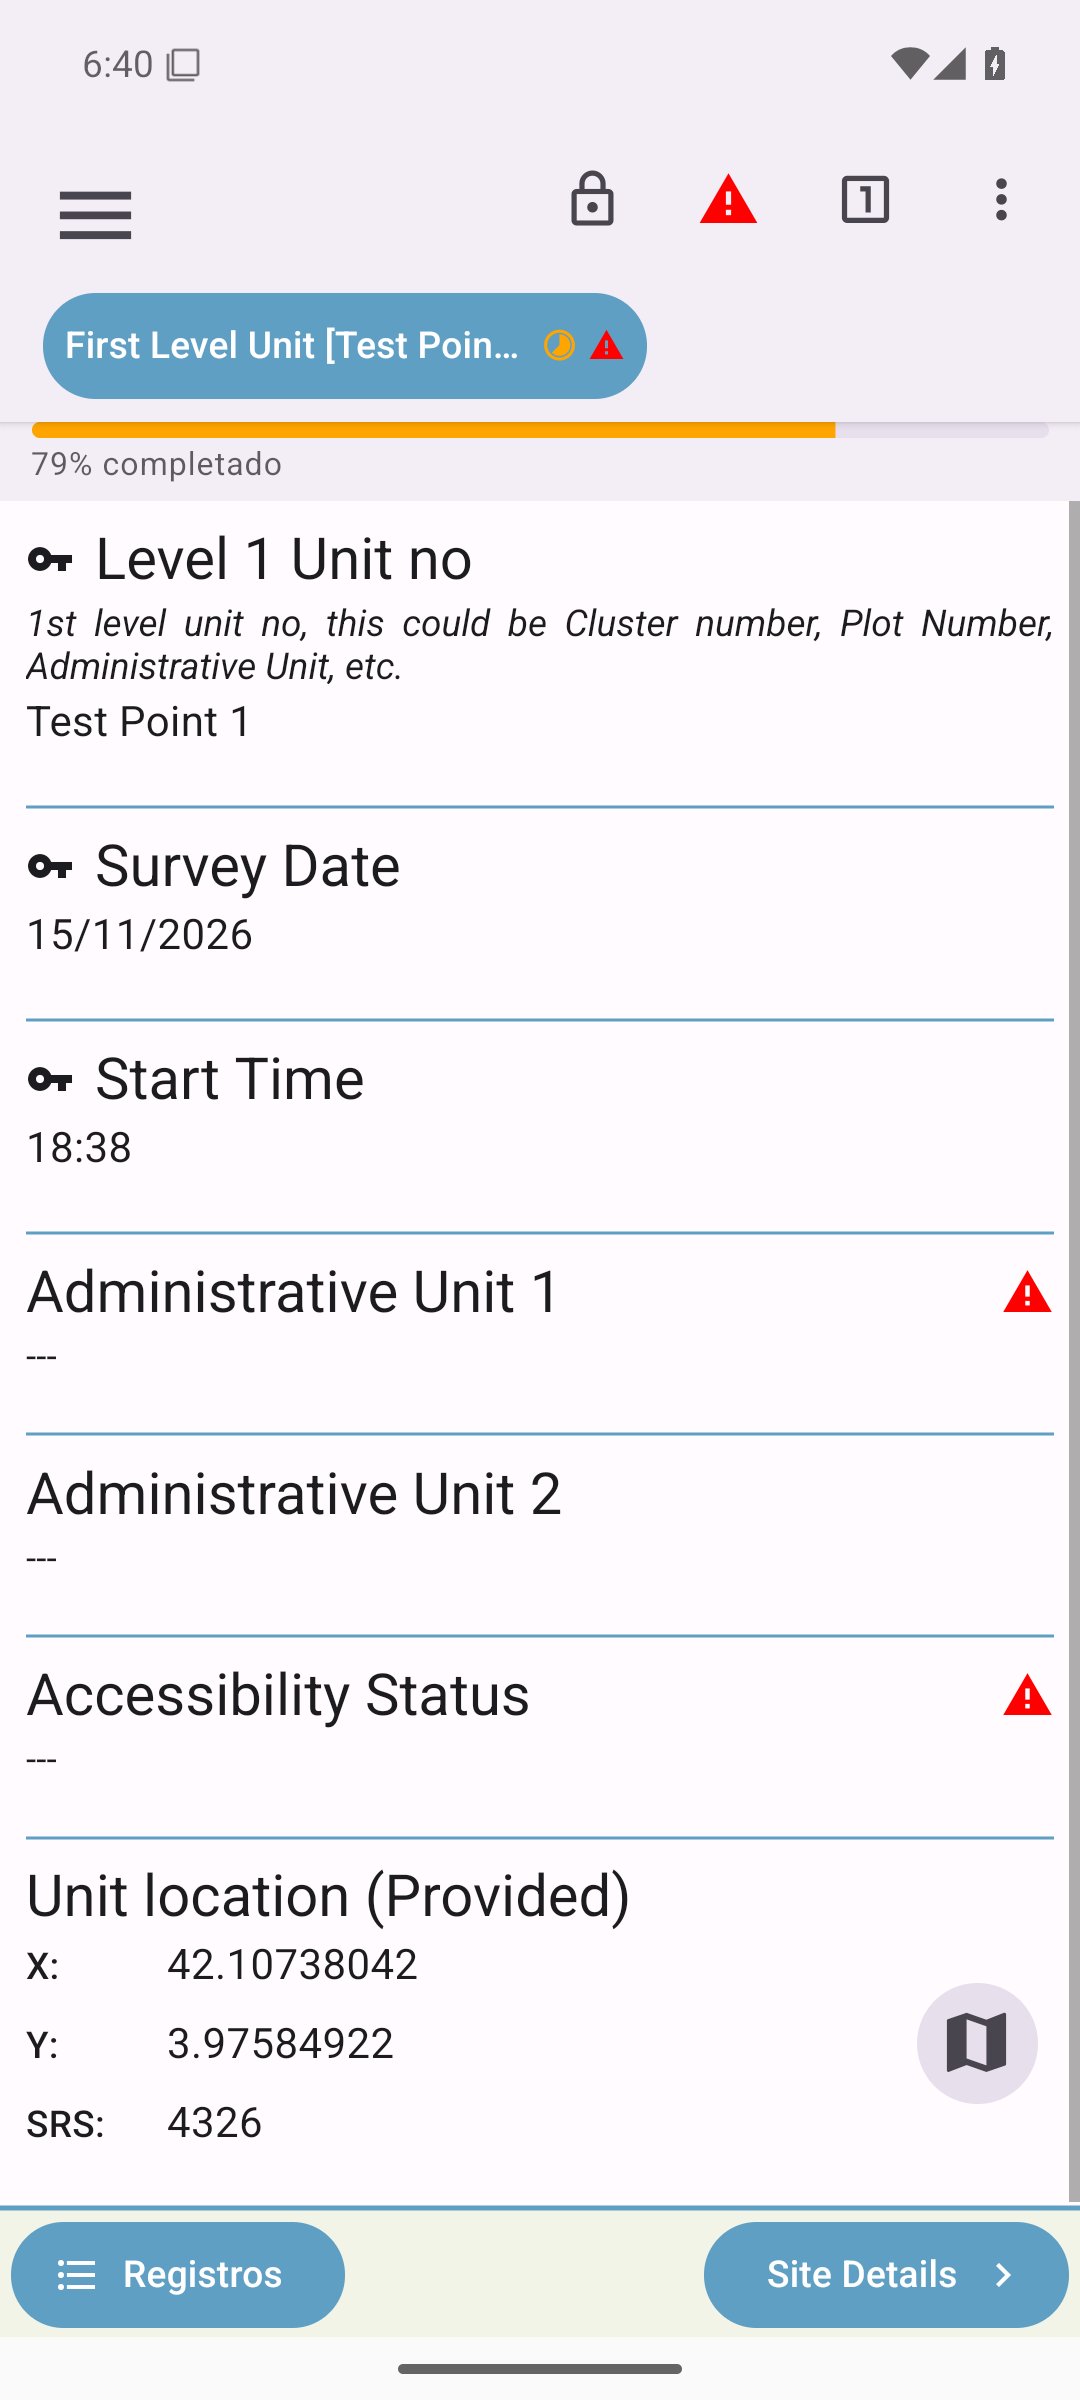 6:40
1
First Level Unit [Test Poin...
79% completado
Level 1 Unit no
1st level unit no, this could be Cluster number, Plot Number,
Administrative Unit, etc.
Test Point 1
Survey Date
15/11/2026
Start Time
18:38
Administrative Unit 1
---
Administrative Unit 2
---
Accessibility Status
---
Unit location (Provided)
X: 42.10738042
Y: 3.97584922
SRS: 4326
Registros
Site Details